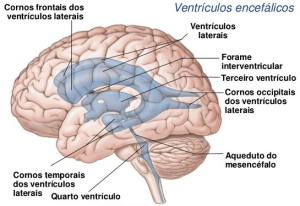 Ventrículos encefálicos
Cornos frontais dos
ventrículos laterais
Ventrículos
laterais
Forame
interventricular
Terceiro ventrículo
Cornos occipitais
dos ventrículos
laterais
Aqueduto do
mesencéfalo
Cornos temporais
dos ventrículos
laterais
Quarto ventrículo